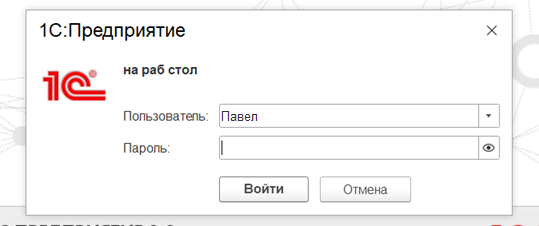 1С:Предприятие
1С
на раб стол
Пользователь: Павел
Пароль:
Войти Отмена